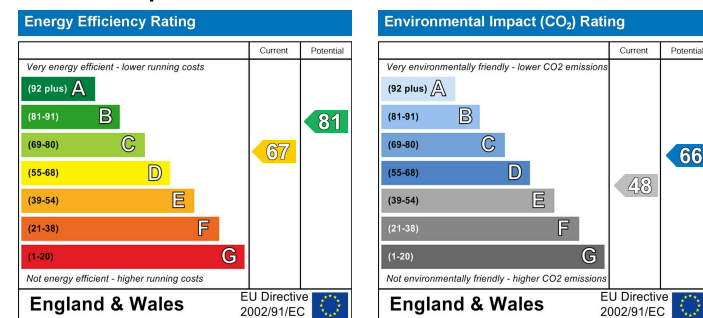 Energy Efficiency Rating
Current Potential
Very energy efficient - lower running costs
(92 plus) A
(81-91) B
81
(69-80) C
67
(55-68) D
(39-54) E
(21-38) F
(1-20) G
Not energy efficient - higher running costs
England & Wales
EU Directive
2002/91/EC
Environmental Impact (CO2) Rating
Current Potential
Very environmentally friendly - lower CO2 emissions
(92 plus) A
(81-91) B
(69-80) C
66
(55-68) D
48
(39-54) E
(21-38) F
(1-20) G
Not environmentally friendly - higher CO2 emissions
England & Wales
EU Directive
2002/91/EC